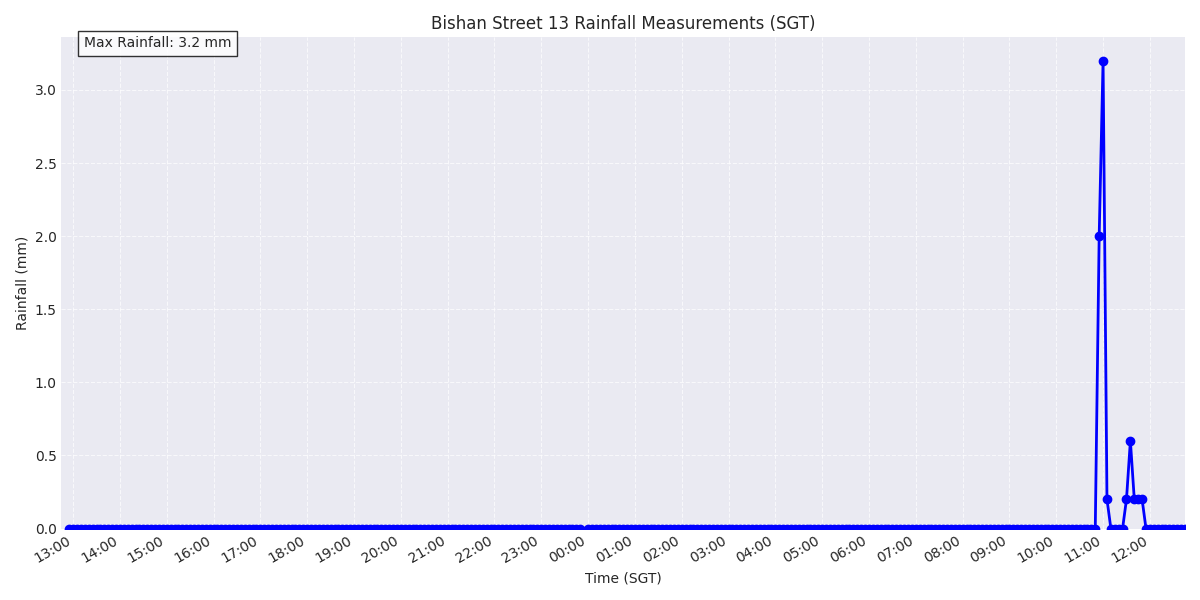 Bishan Street 13 Rainfall Measurements (SGT)
Max Rainfall: 3.2 mm
3.0
2.5
2.0
1.5
1.0
0.5
0.0
Rainfall (mm)
13:00 14:00 15:00 16:00 17:00 18:00 19:00 20:00 21:00 22:00 23:00 00:00 01:00 02:00 03:00 04:00 05:00 06:00 07:00 08:00 09:00 10:00 11:00 12:00
Time (SGT)